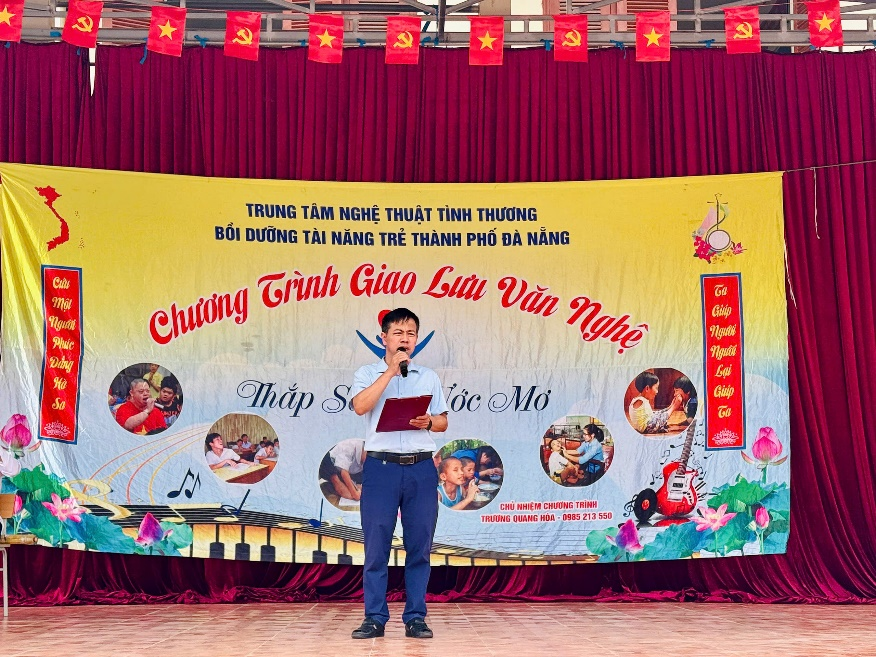 TRUNG TÂM NGHỆ THUẬT TÌNH THƯƠNG
BỒI DƯỠNG TÀI NĂNG TRẺ THÀNH PHỐ ĐÀ NẴNG
Chương Trình Giao Lưu Văn Nghệ
Thắp S Ước Mơ
Cứu
Một
Người
Phúc
Đẳng
Hà
Sa
Ta
Giúp
Người
Người
Lại
Giúp
Ta
CHỦ NHIỆM CHƯƠNG TRÌNH
TRƯƠNG QUANG HÒA - 0985 213 550